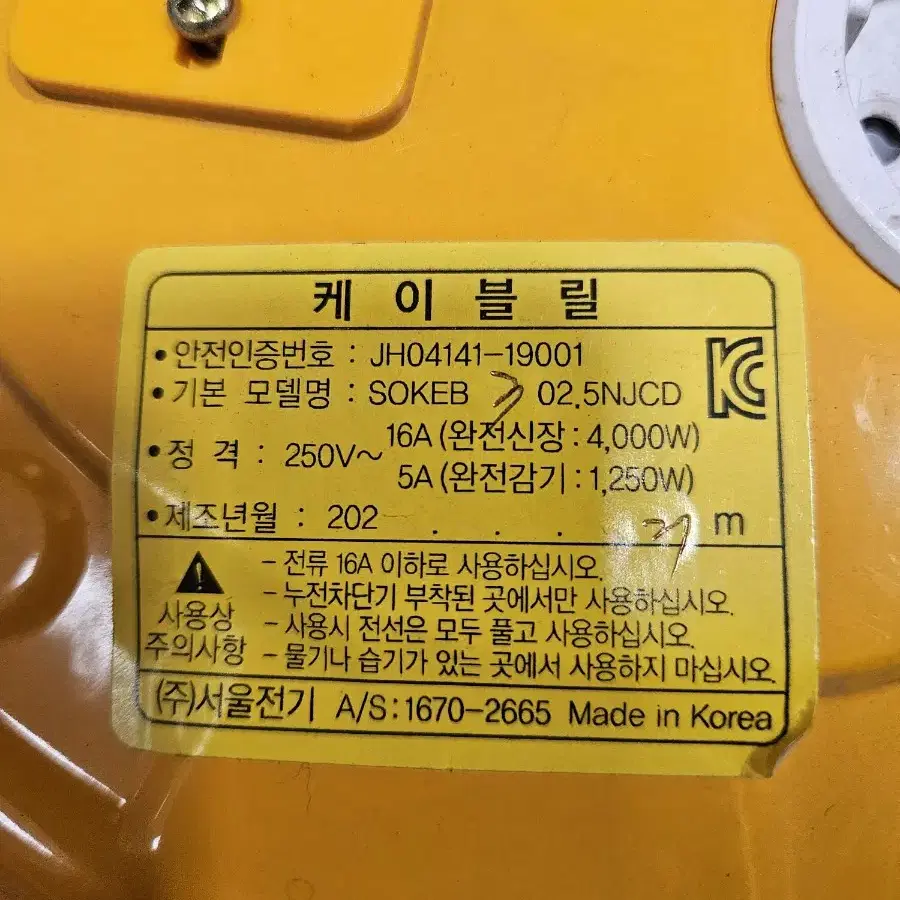 케이블릴
• 안전인증번호 : JH04141-19001
• 기본 모델명 : SOKEB 02.5NJCD
• 정 격 : 250V~ 16A (완전신장 : 4,000W)
5A (완전감기 : 1,250W)
• 제조년월 : 202 . . . m
- 전류 16A 이하로 사용하십시오.
- 누전차단기 부착된 곳에서만 사용하십시오.
사용상 주의사항
- 사용시 전선은 모두 풀고 사용하십시오.
- 물기나 습기가 있는 곳에서 사용하지 마십시오.
(주)서울전기 A/S:1670-2665 Made in Korea